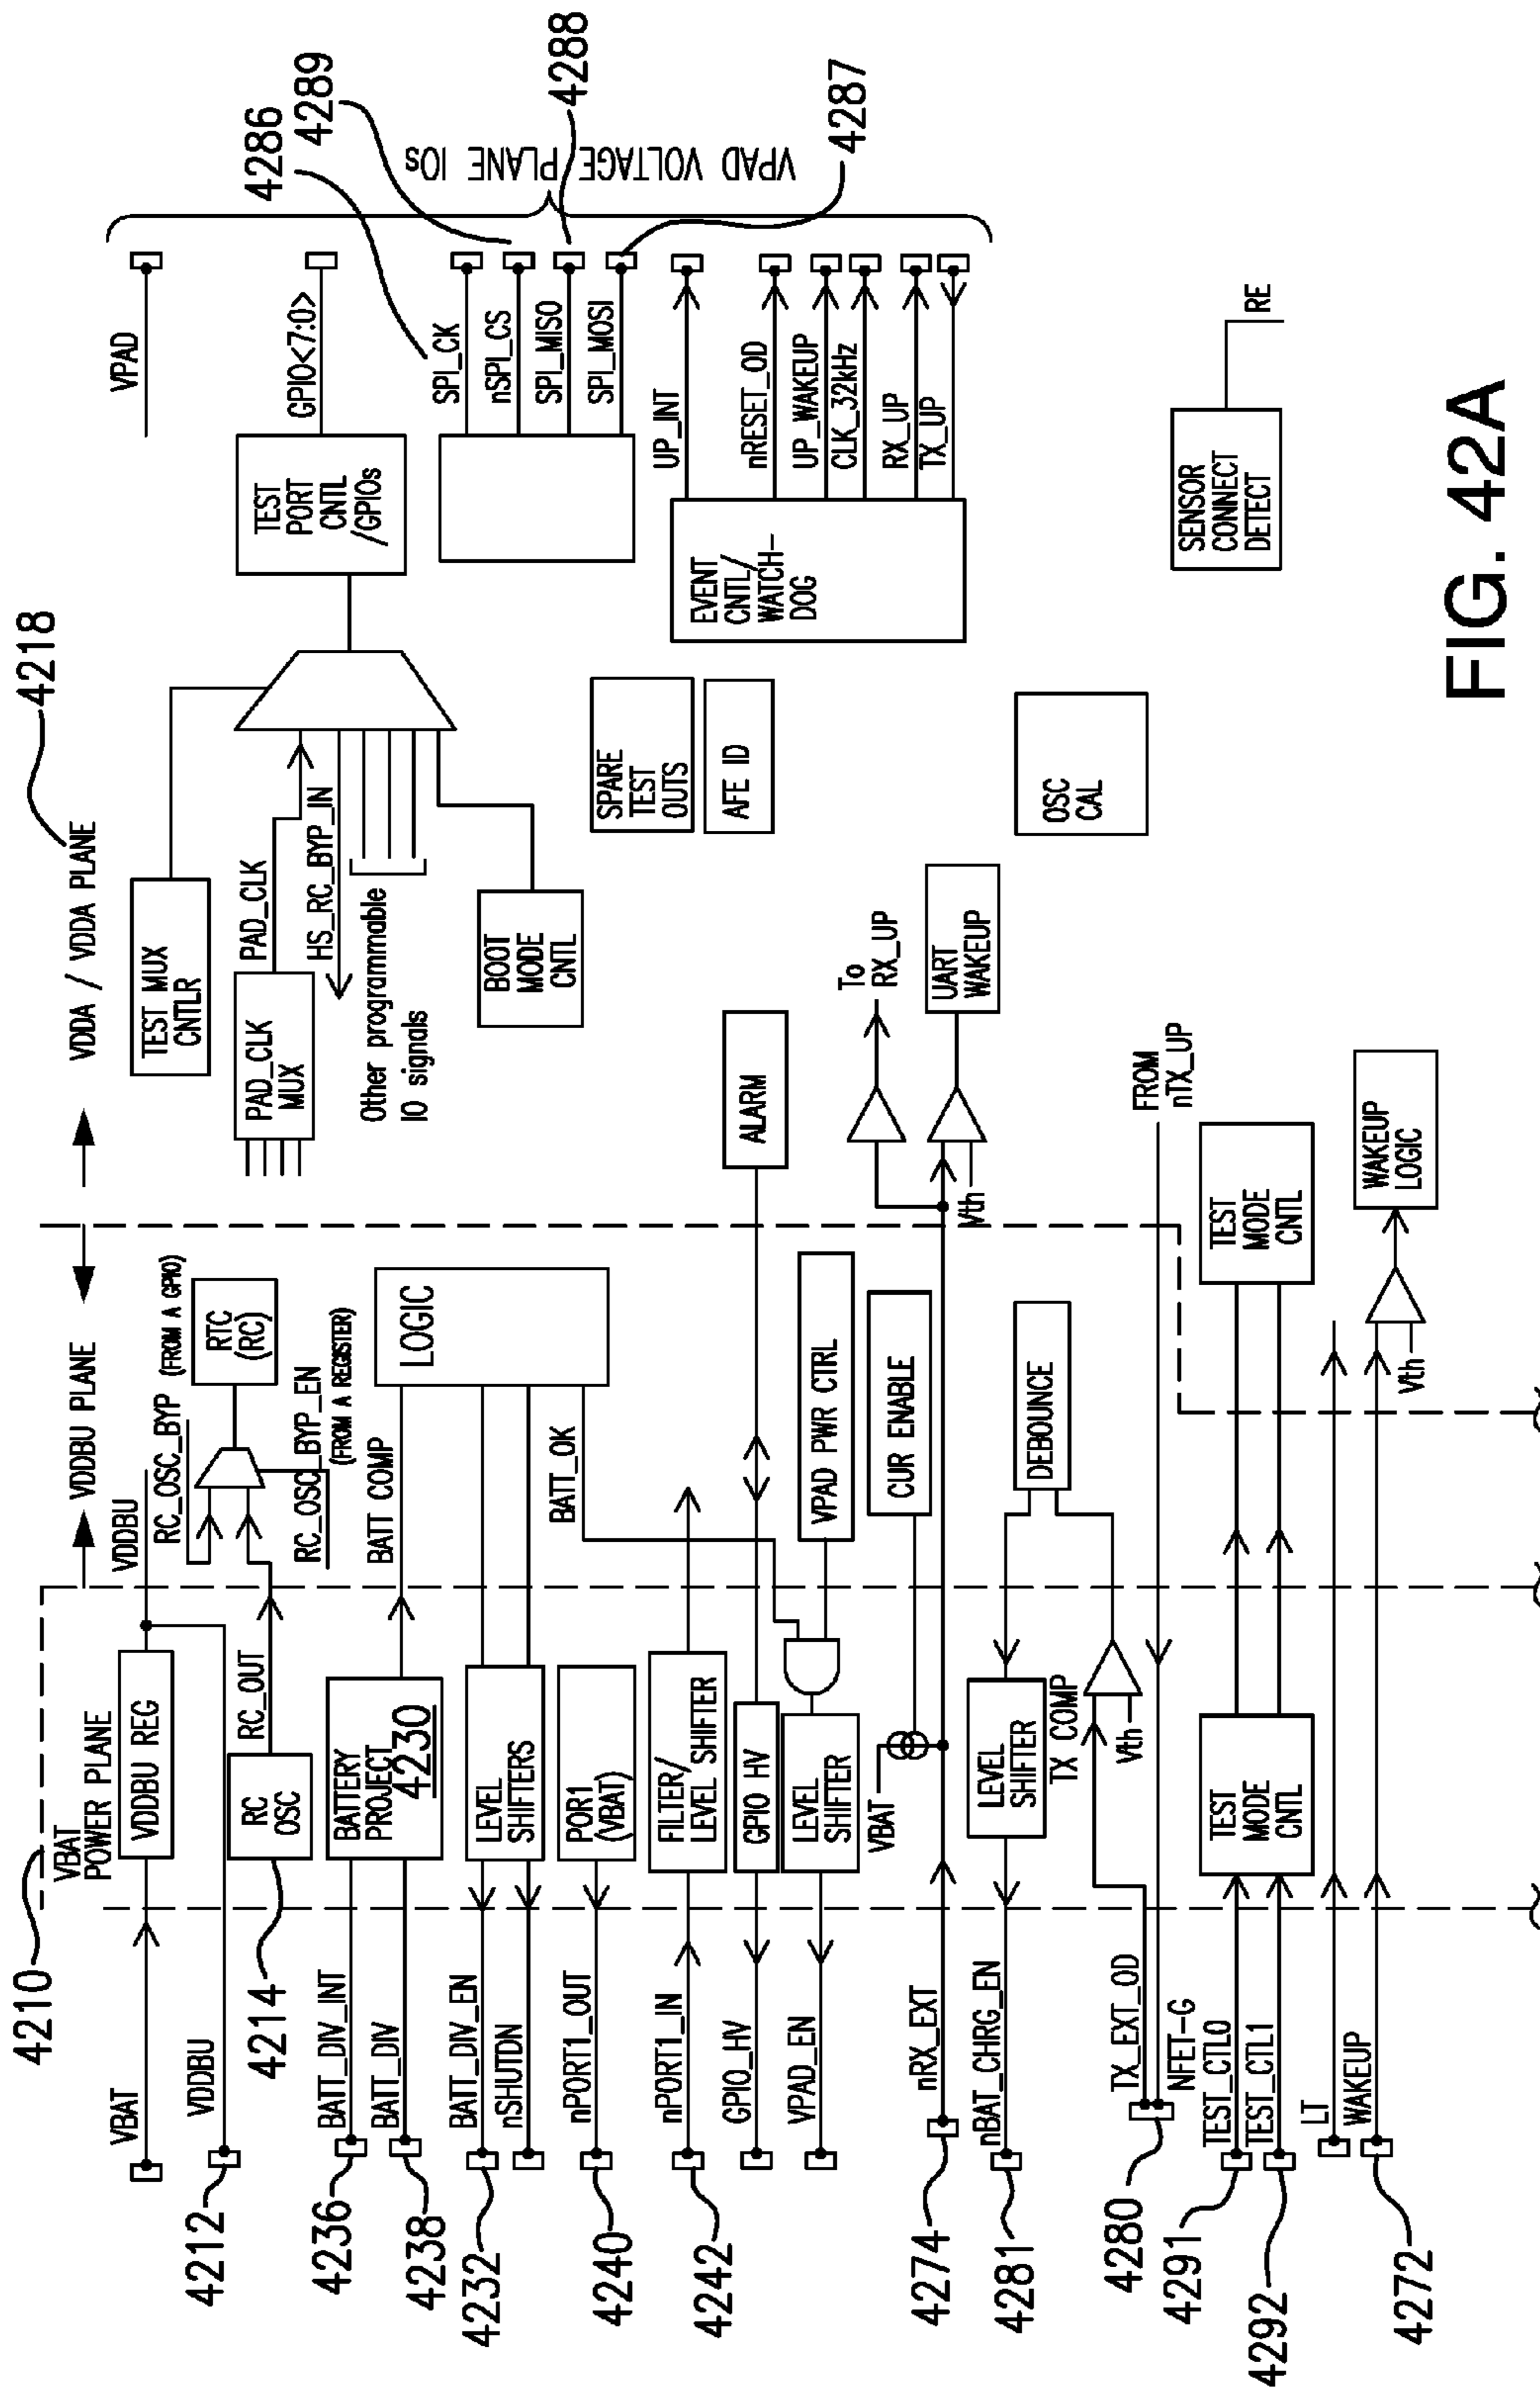 4210
VBAT
POWER PLANE
VDDBU PLANE
VDDA / VDDA PLANE
4218
VBAT
VDDBU REG
VDDBU
VDDBU
4212
RC
OSC
RC_OUT
4214
RC_OSC_BYP (FROM A GPIO)
RTC
(RC)
RC_OSC_BYP_EN
(FROM A REGISTER)
BATT_DIV_INT
4236
BATT_DIV
4238
BATTERY
PROJECT
4230
BATT COMP
LOGIC
BATT_OK
BATT_DIV_EN
4232
nSHUTDN
LEVEL
SHIFTERS
nPORT1_OUT
4240
POR1
(VBAT)
nPORT1_IN
4242
FILTER/
LEVEL SHIFTER
GPIO_HV
GPIO HV
ALARM
VPAD_EN
LEVEL
SHIFTER
VPAD PWR CTRL
VBAT
CUR ENABLE
nRX_EXT
4274
Vth
To
RX_UP
UART
WAKEUP
nBAT_CHRG_EN
4281
LEVEL
SHIFTER
DEBOUNCE
TX COMP
Vth
TX_EXT_OD
4280
NFET-G
FROM
nTX_UP
TEST_CTL0
4291
TEST_CTL1
4292
TEST
MODE
CNTL
TEST
MODE
CNTL
LT
WAKEUP
4272
Vth
WAKEUP
LOGIC
TEST MUX
CNTLR
PAD_CLK
MUX
PAD_CLK
HS_RC_BYP_IN
Other programmable
IO signals
BOOT
MODE
CNTL
TEST
PORT
CNTL
/GPIOs
VPAD
GPIO<7:0>
SPI_CK
nSPI_CS
SPI_MISO
SPI_MOSI
4286
4289
4288
4287
VPAD VOLTAGE PLANE IOs
SPARE
TEST
OUTS
AFE ID
EVENT
CNTL/
WATCH-
DOG
UP_INT
nRESET_OD
UP_WAKEUP
CLK_32kHz
RX_UP
TX_UP
OSC
CAL
SENSOR
CONNECT
DETECT
RE
FIG. 42A